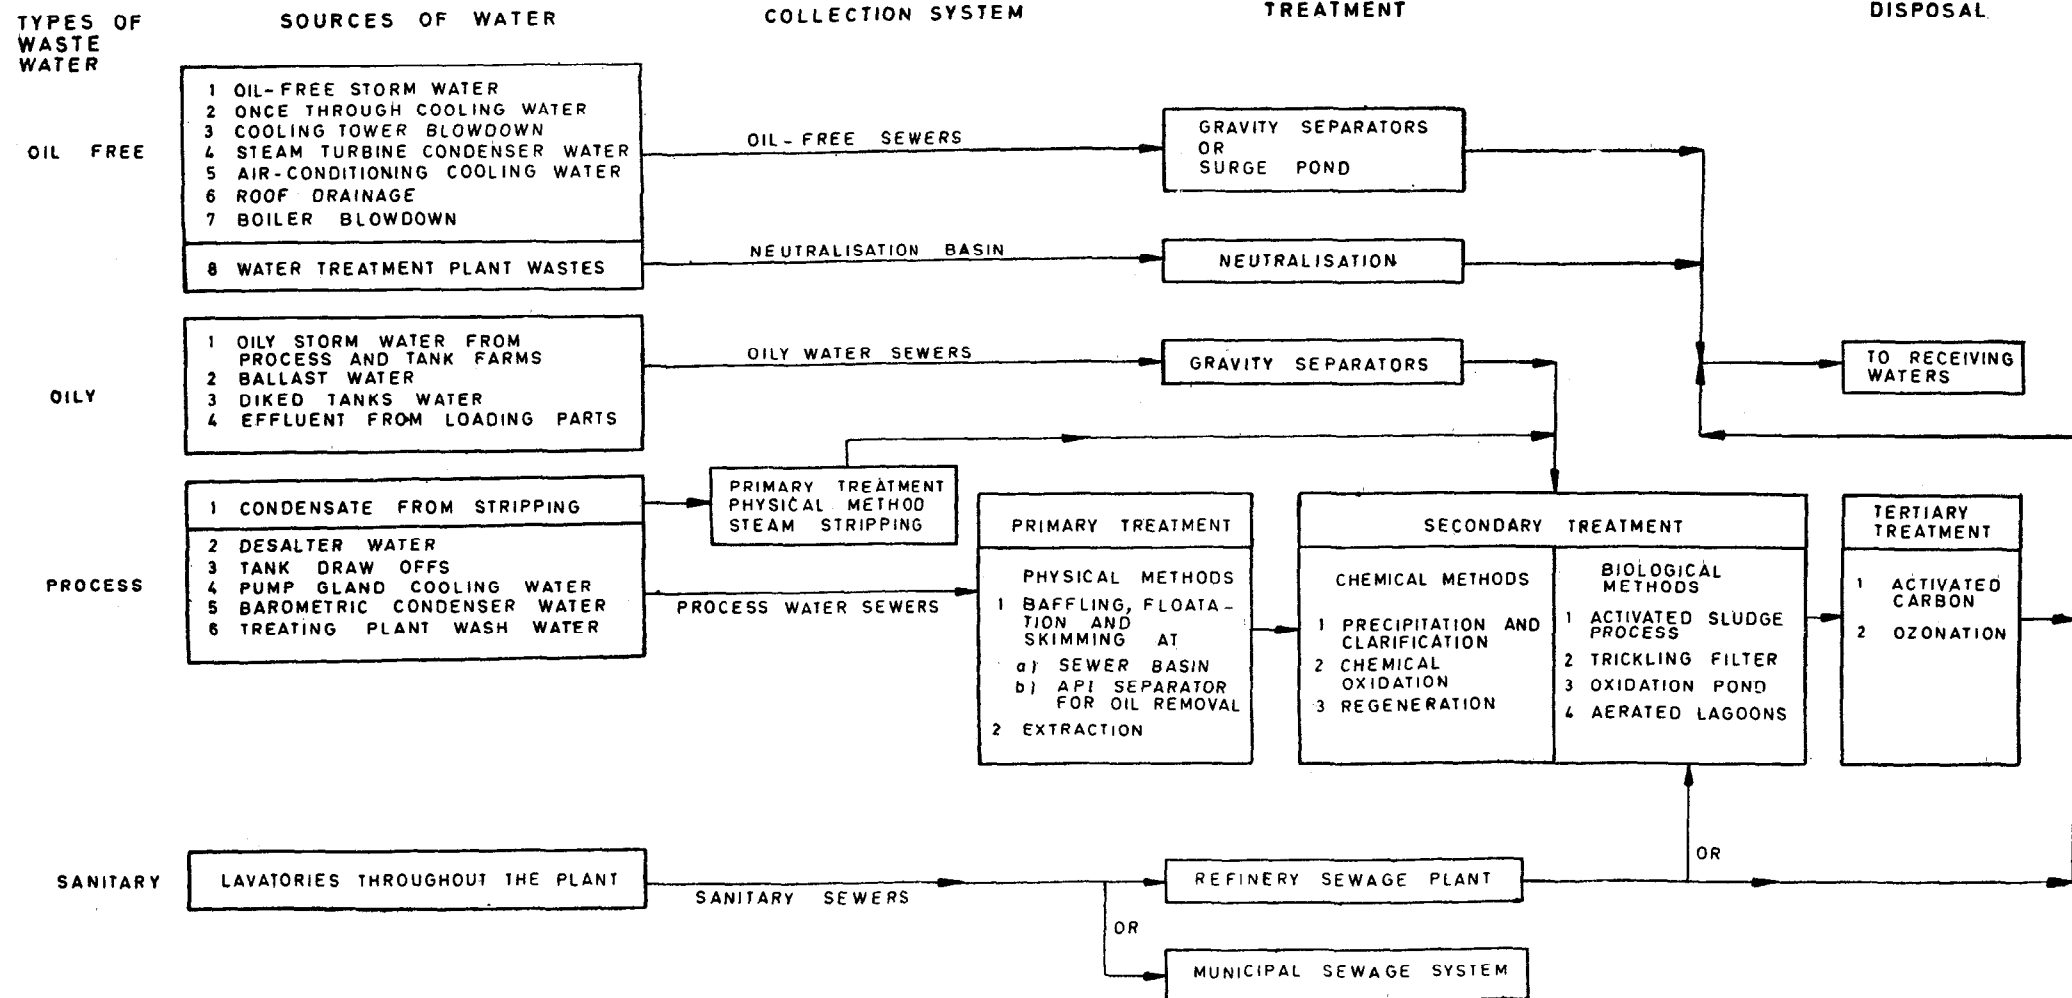 TYPES OF
WASTE
WATER
SOURCES OF WATER
COLLECTION SYSTEM
TREATMENT
DISPOSAL
OIL FREE
1 OIL-FREE STORM WATER
2 ONCE THROUGH COOLING WATER
3 COOLING TOWER BLOWDOWN
4 STEAM TURBINE CONDENSER WATER
5 AIR-CONDITIONING COOLING WATER
6 ROOF DRAINAGE
7 BOILER BLOWDOWN
8 WATER TREATMENT PLANT WASTES
OIL-FREE SEWERS
GRAVITY SEPARATORS
OR
SURGE POND
NEUTRALISATION BASIN
NEUTRALISATION
OILY
1 OILY STORM WATER FROM
PROCESS AND TANK FARMS
2 BALLAST WATER
3 DIKED TANKS WATER
4 EFFLUENT FROM LOADING PARTS
OILY WATER SEWERS
GRAVITY SEPARATORS
TO RECEIVING
WATERS
PROCESS
1 CONDENSATE FROM STRIPPING
2 DESALTER WATER
3 TANK DRAW OFFS
4 PUMP GLAND COOLING WATER
5 BAROMETRIC CONDENSER WATER
6 TREATING PLANT WASH WATER
PRIMARY TREATMENT
PHYSICAL METHOD
STEAM STRIPPING
PROCESS WATER SEWERS
PRIMARY TREATMENT
PHYSICAL METHODS
1 BAFFLING, FLOATA-
TION AND
SKIMMING AT
a) SEWER BASIN
b) API SEPARATOR
FOR OIL REMOVAL
2 EXTRACTION
SECONDARY TREATMENT
CHEMICAL METHODS
1 PRECIPITATION AND
CLARIFICATION
2 CHEMICAL
OXIDATION
3 REGENERATION
BIOLOGICAL
METHODS
1 ACTIVATED SLUDGE
PROCESS
2 TRICKLING FILTER
3 OXIDATION POND
4 AERATED LAGOONS
TERTIARY
TREATMENT
1 ACTIVATED
CARBON
2 OZONATION
SANITARY
LAVATORIES THROUGHOUT THE PLANT
SANITARY SEWERS
REFINERY SEWAGE PLANT
OR
OR
MUNICIPAL SEWAGE SYSTEM